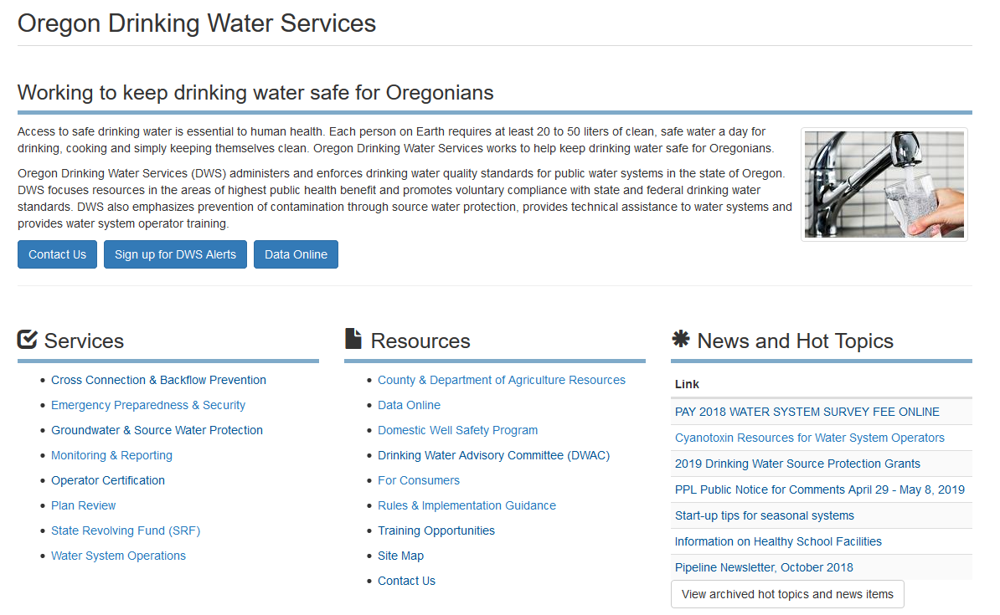 Oregon Drinking Water Services
Working to keep drinking water safe for Oregonians
Access to safe drinking water is essential to human health. Each person on Earth requires at least 20 to 50 liters of clean, safe water a day for
drinking, cooking and simply keeping themselves clean. Oregon Drinking Water Services works to help keep drinking water safe for Oregonians.
Oregon Drinking Water Services (DWS) administers and enforces drinking water quality standards for public water systems in the state of Oregon.
DWS focuses resources in the areas of highest public health benefit and promotes voluntary compliance with state and federal drinking water
standards. DWS also emphasizes prevention of contamination through source water protection, provides technical assistance to water systems and
provides water system operator training.
Contact Us
Sign up for DWS Alerts
Data Online
Services
Cross Connection & Backflow Prevention
Emergency Preparedness & Security
Groundwater & Source Water Protection
Monitoring & Reporting
Operator Certification
Plan Review
State Revolving Fund (SRF)
Water System Operations
Resources
County & Department of Agriculture Resources
Data Online
Domestic Well Safety Program
Drinking Water Advisory Committee (DWAC)
For Consumers
Rules & Implementation Guidance
Training Opportunities
Site Map
Contact Us
News and Hot Topics
Link
PAY 2018 WATER SYSTEM SURVEY FEE ONLINE
Cyanotoxin Resources for Water System Operators
2019 Drinking Water Source Protection Grants
PPL Public Notice for Comments April 29 - May 8, 2019
Start-up tips for seasonal systems
Information on Healthy School Facilities
Pipeline Newsletter, October 2018
View archived hot topics and news items